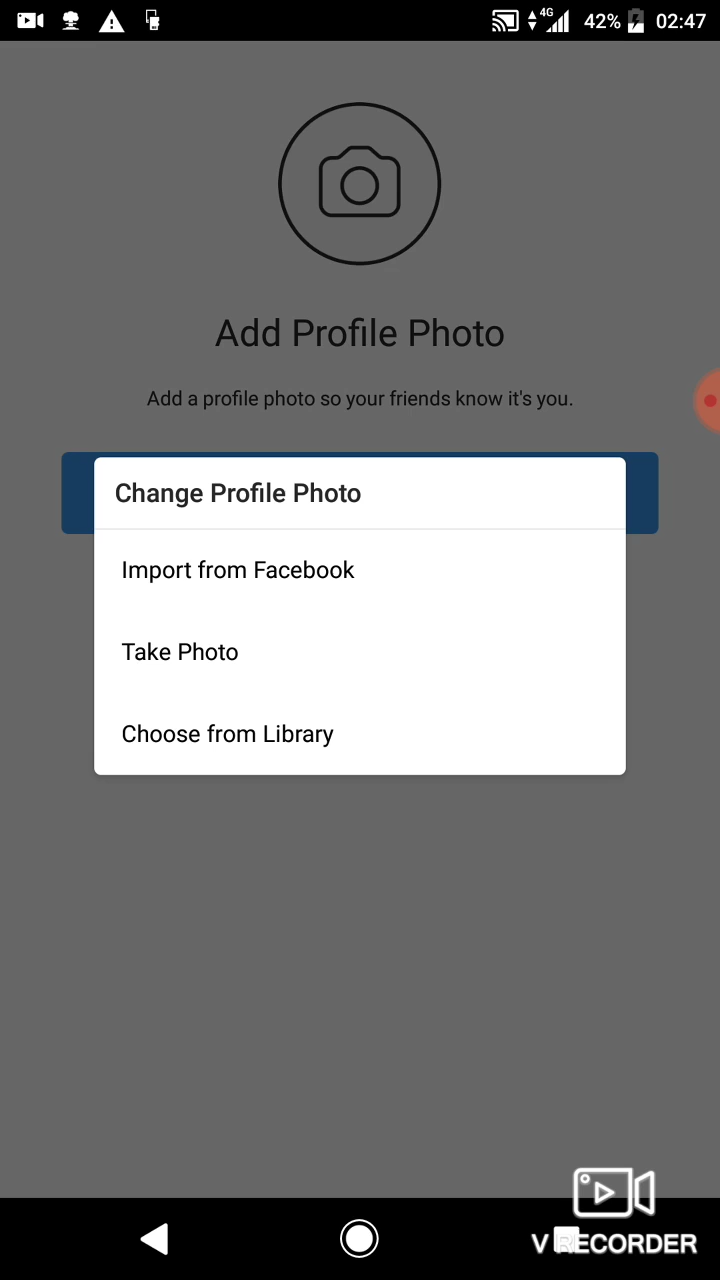 4G 42% 02:47
Add Profile Photo
Add a profile photo so your friends know it's you.
Change Profile Photo
Import from Facebook
Take Photo
Choose from Library
V RECORDER